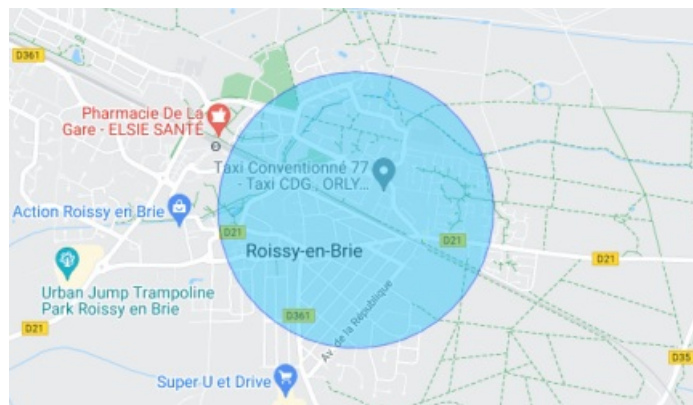 D361
Pharmacie De La
Gare - ELSIE SANTÉ
Taxi Conventionné 77
- Taxi CDG , ORLY...
Action Roissy en Brie
D21
D21
Roissy-en-Brie
D21
Urban Jump Trampoline
Park Roissy en Brie
D361
Av. de la République
D21
D35
Super U et Drive